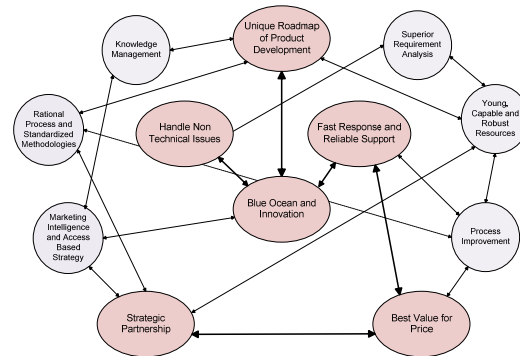 Unique Roadmap
of Product
Development
Superior
Requirement
Analysis
Knowledge
Management
Young,
Capable and
Robust
Resources
Rational
Process and
Standardized
Methodologies
Handle Non
Technical Issues
Fast Response and
Reliable Support
Blue Ocean and
Innovation
Marketing
Intelligence
and Access
Based
Strategy
Process
Improvement
Strategic
Partnership
Best Value for
Price